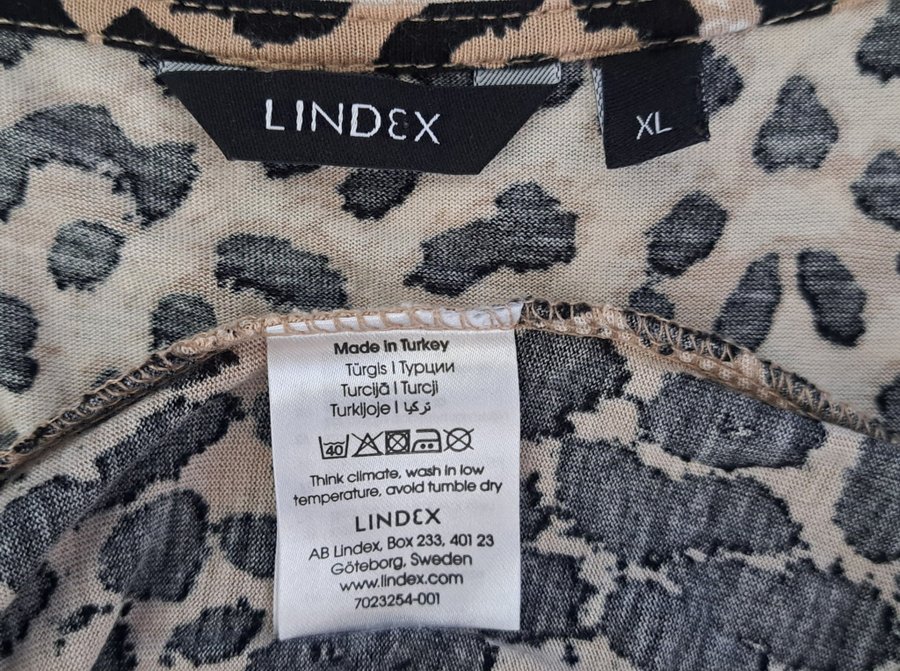 LINDEX
XL
Made in Turkey
Türgis | Турции
Turcijā | Turcji
Turkijoje | تركيا
40
Think climate, wash in low
temperature, avoid tumble dry
LINDEX
AB Lindex, Box 233, 401 23
Göteborg, Sweden
www.lindex.com
7023254-001